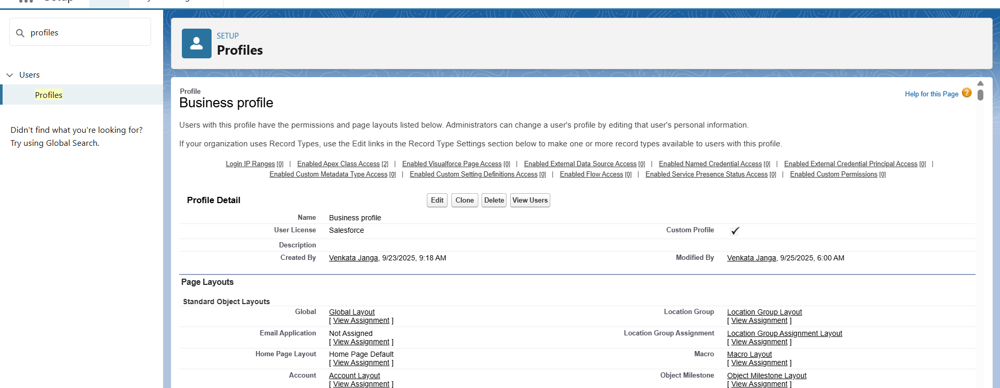 profiles
Users
Profiles
Didn't find what you're looking for?
Try using Global Search.
SETUP
Profiles
Profile
Business profile
Help for this Page ?
Users with this profile have the permissions and page layouts listed below. Administrators can change a user's profile by editing that user's personal information.
If your organization uses Record Types, use the Edit links in the Record Type Settings section below to make one or more record types available to users with this profile.
Login IP Ranges [0] | Enabled Apex Class Access [2] | Enabled Visualforce Page Access [0] | Enabled External Data Source Access [0] | Enabled Named Credential Access [0] | Enabled External Credential Principal Access [0] |
Enabled Custom Metadata Type Access [0] | Enabled Custom Setting Definitions Access [0] | Enabled Flow Access [0] | Enabled Service Presence Status Access [0] | Enabled Custom Permissions [0]
Profile Detail Edit Clone Delete View Users
Name Business profile
User License Salesforce Custom Profile
Description
Created By Venkata Janga, 9/23/2025, 9:18 AM Modified By Venkata Janga, 9/25/2025, 6:00 AM
Page Layouts
Standard Object Layouts
Global Global Layout Location Group Location Group Layout
[ View Assignment ] [ View Assignment ]
Email Application Not Assigned Location Group Assignment Location Group Assignment Layout
[ View Assignment ] [ View Assignment ]
Home Page Layout Home Page Default Macro Macro Layout
[ View Assignment ] [ View Assignment ]
Account Account Layout Object Milestone Object Milestone Layout
[ View Assignment ] [ View Assignment ]